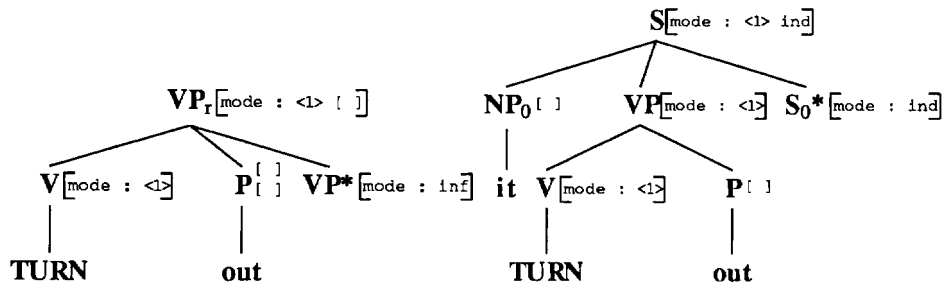 S[mode : <1> ind]
VPr[mode : <1> [ ]] NP0[ ] VP[mode : <1>] S0*[mode : ind]
V[mode : <1>] P[ ][ ] VP*[mode : inf] it V[mode : <1>] P[ ]
TURN out TURN out